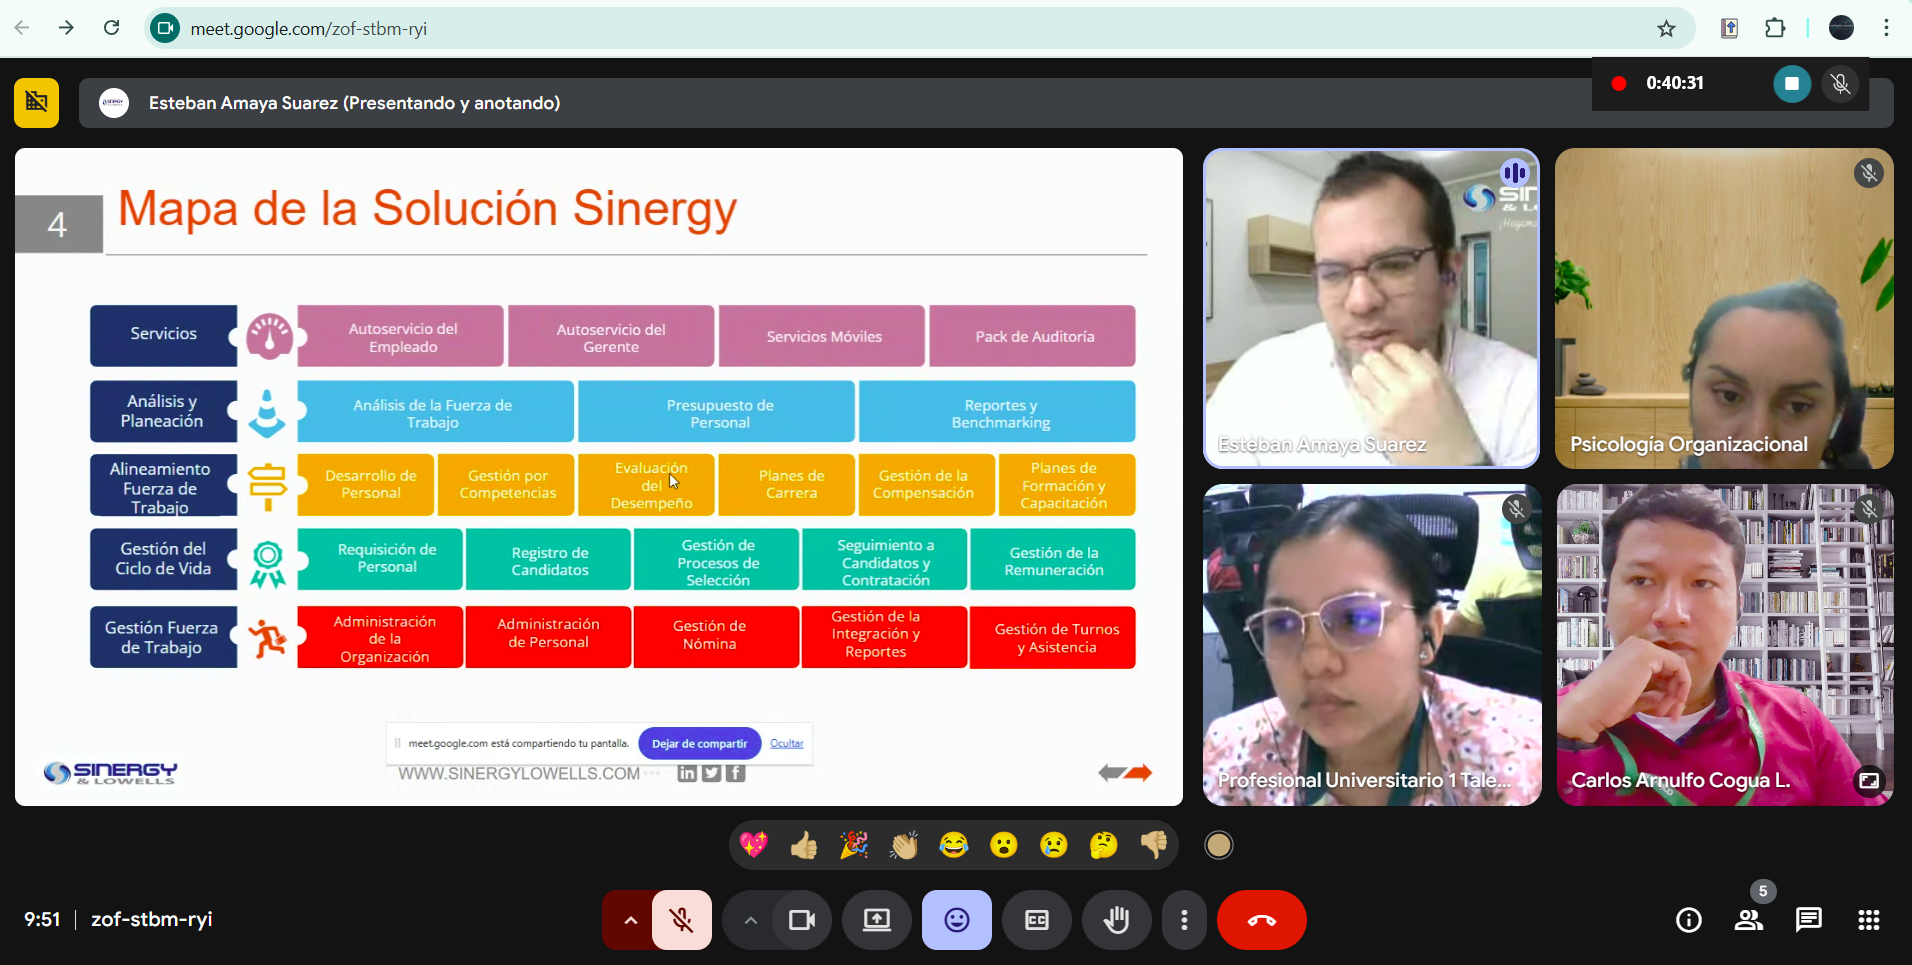 meet.google.com/zof-stbm-ryi
Esteban Amaya Suarez (Presentando y anotando)
0:40:31
4
Mapa de la Solución Sinergy
Servicios
Autoservicio del
Empleado
Autoservicio del
Gerente
Servicios Móviles
Pack de Auditoría
Análisis y
Planeación
Análisis de la Fuerza de
Trabajo
Presupuesto de
Personal
Reportes y
Benchmarking
Alineamiento
Fuerza de
Trabajo
Desarrollo de
Personal
Gestión por
Competencias
Evaluación
del
Desempeño
Planes de
Carrera
Gestión de la
Compensación
Planes de
Formación y
Capacitación
Gestión del
Ciclo de Vida
Requisición de
Personal
Registro de
Candidatos
Gestión de
Procesos de
Selección
Seguimiento a
Candidatos y
Contratación
Gestión de la
Remuneración
Gestión Fuerza
de Trabajo
Administración
de la
Organización
Administración
de Personal
Gestión de
Nómina
Gestión de la
Integración y
Reportes
Gestión de Turnos
y Asistencia
meet.google.com está compartiendo tu pantalla.
Dejar de compartir
Ocultar
SINERGY
& LOWELLS
WWW.SINERGYLOWELLS.COM
Esteban Amaya Suarez
Psicología Organizacional
Profesional Universitario 1 Tale...
Carlos Arnulfo Cogua L.
9:51
zof-stbm-ryi
CC
5